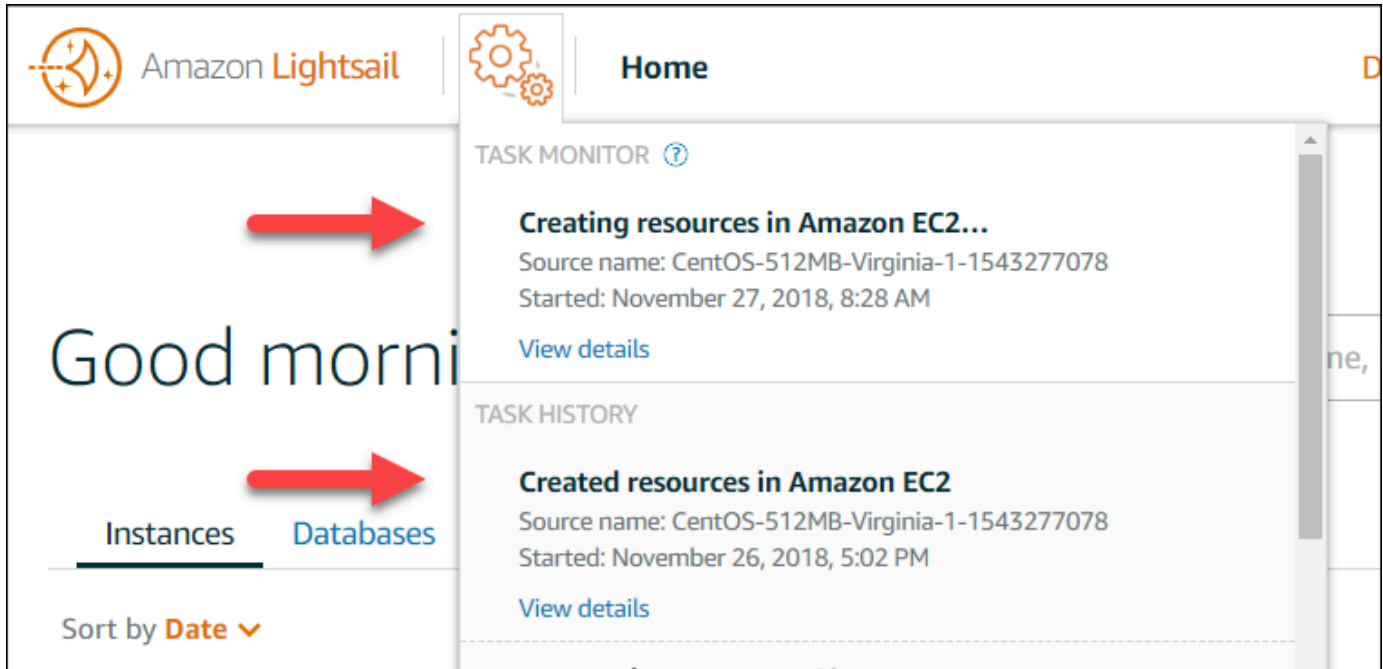 Amazon Lightsail
Home
D
TASK MONITOR ?
Creating resources in Amazon EC2...
Source name: CentOS-512MB-Virginia-1-1543277078
Started: November 27, 2018, 8:28 AM
View details
Good morni
ne,
TASK HISTORY
Created resources in Amazon EC2
Source name: CentOS-512MB-Virginia-1-1543277078
Started: November 26, 2018, 5:02 PM
View details
Instances Databases
Sort by Date